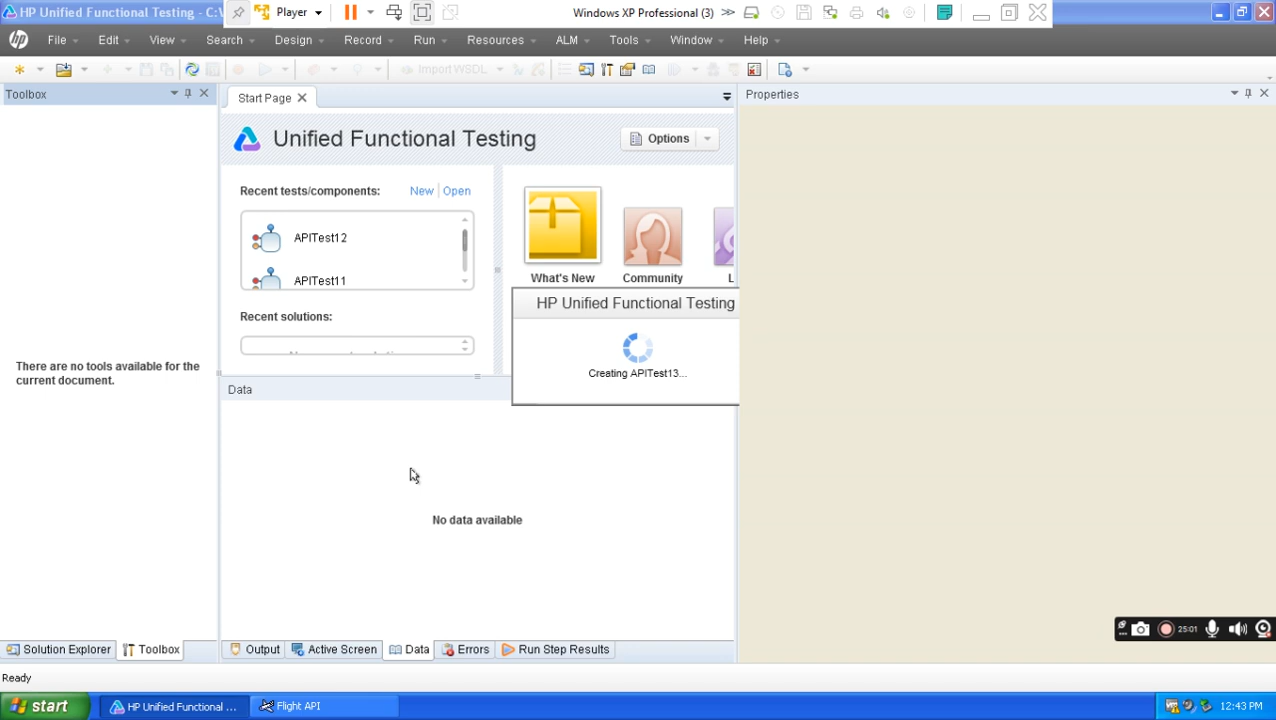 HP Unified Functional Testing - C:\
Player
Windows XP Professional (3)
hp
File
Edit
View
Search
Design
Record
Run
Resources
ALM
Tools
Window
Help
Import WSDL
Toolbox
Start Page
Properties
Unified Functional Testing
Options
Recent tests/components:
New
Open
APITest12
APITest11
What's New
Community
L
Recent solutions:
HP Unified Functional Testing
Creating APITest13...
There are no tools available for the
current document.
Data
No data available
Solution Explorer
Toolbox
Output
Active Screen
Data
Errors
Run Step Results
25:01
Ready
start
HP Unified Functional ...
Flight API
12:43 PM